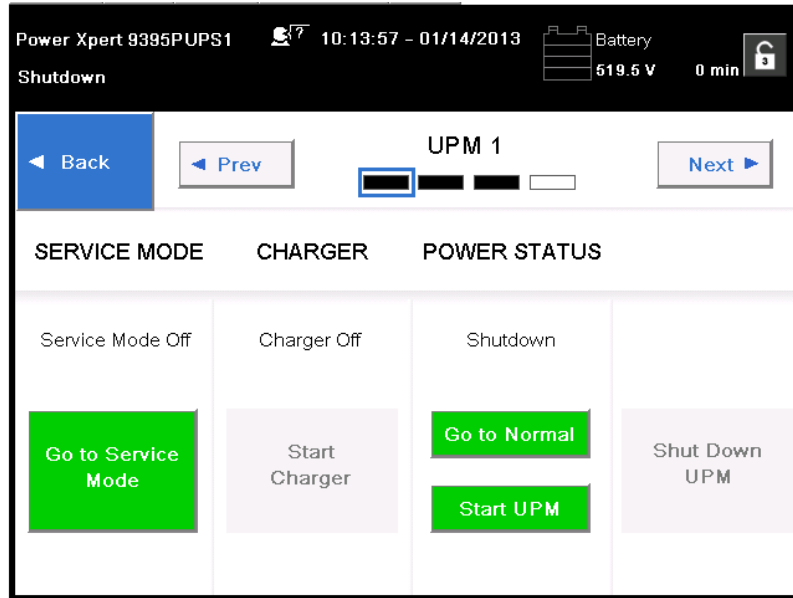 Power Xpert 9395PUPS1 ? 10:13:57 - 01/14/2013 Battery
Shutdown 519.5 V 0 min 3
Back Prev UPM 1 Next
SERVICE MODE CHARGER POWER STATUS
Service Mode Off Charger Off Shutdown
Go to Service
Mode
Start
Charger
Go to Normal
Start UPM
Shut Down
UPM